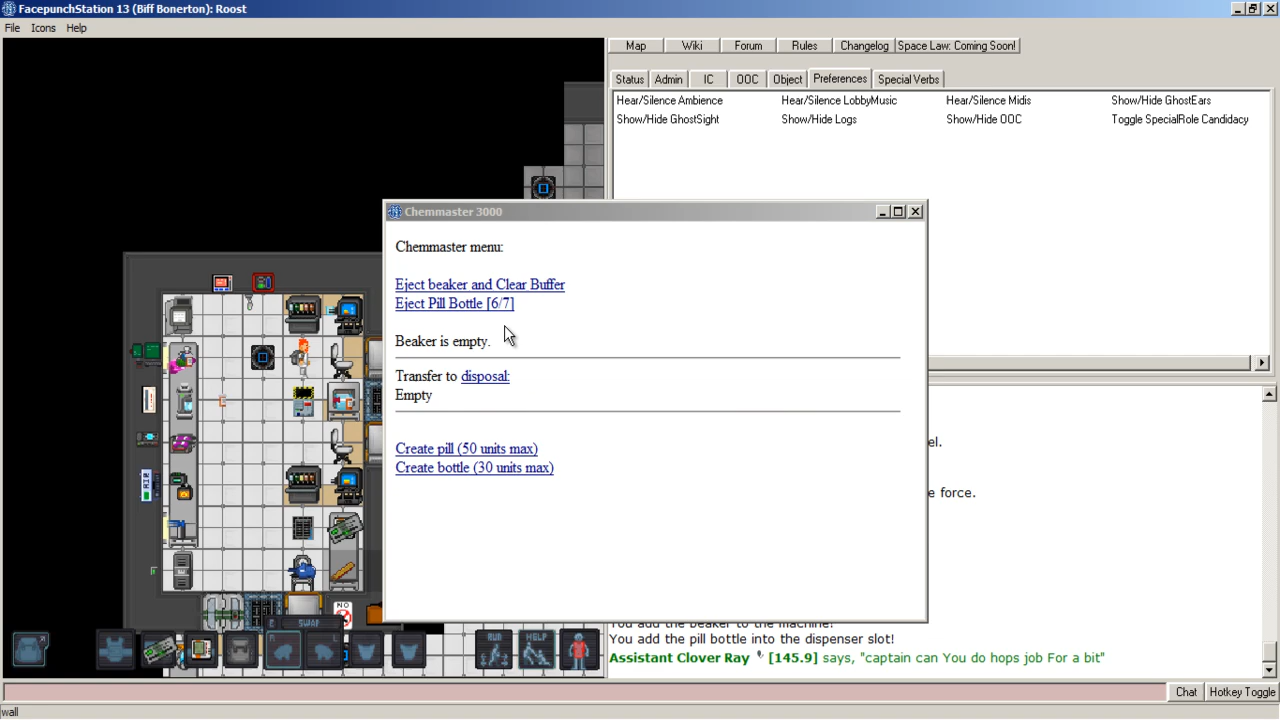 FacepunchStation 13 (Biff Bonerton): Roost
File Icons Help
Map Wiki Forum Rules Changelog Space Law: Coming Soon!
Status Admin IC OOC Object Preferences Special Verbs
Hear/Silence Ambience Hear/Silence LobbyMusic Hear/Silence Midis Show/Hide GhostEars
Show/Hide GhostSight Show/Hide Logs Show/Hide OOC Toggle SpecialRole Candidacy
Chemmaster 3000
Chemmaster menu:
Eject beaker and Clear Buffer
Eject Pill Bottle [6/7]
Beaker is empty.
Transfer to disposal:
Empty
Create pill (50 units max)
Create bottle (30 units max)
el.
e force.
NO
SWAP
RUN
HELP
You add the beaker to the machine!
You add the pill bottle into the dispenser slot!
Assistant Clover Ray [145.9] says, "captain can You do hops job For a bit"
Chat Hotkey Toggle
wall